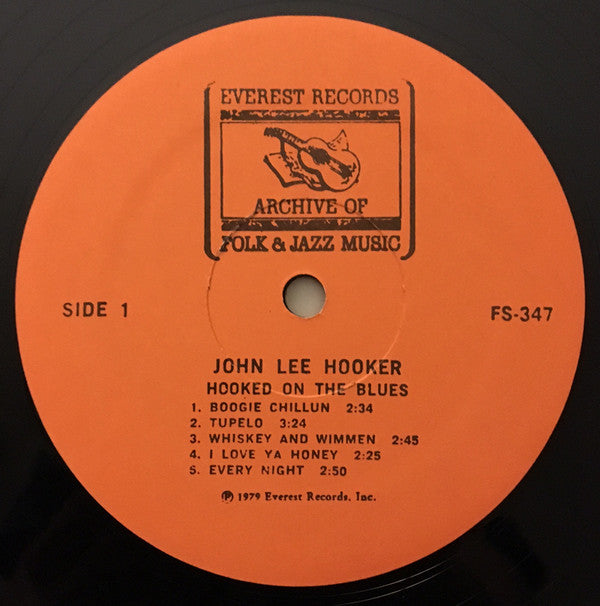 EVEREST RECORDS
ARCHIVE OF
FOLK & JAZZ MUSIC
SIDE 1
FS-347
JOHN LEE HOOKER
HOOKED ON THE BLUES
1. BOOGIE CHILLUN 2:34
2. TUPELO 3:24
3. WHISKEY AND WIMMEN 2:45
4. I LOVE YA HONEY 2:25
5. EVERY NIGHT 2:50
℗ 1979 Everest Records, Inc.